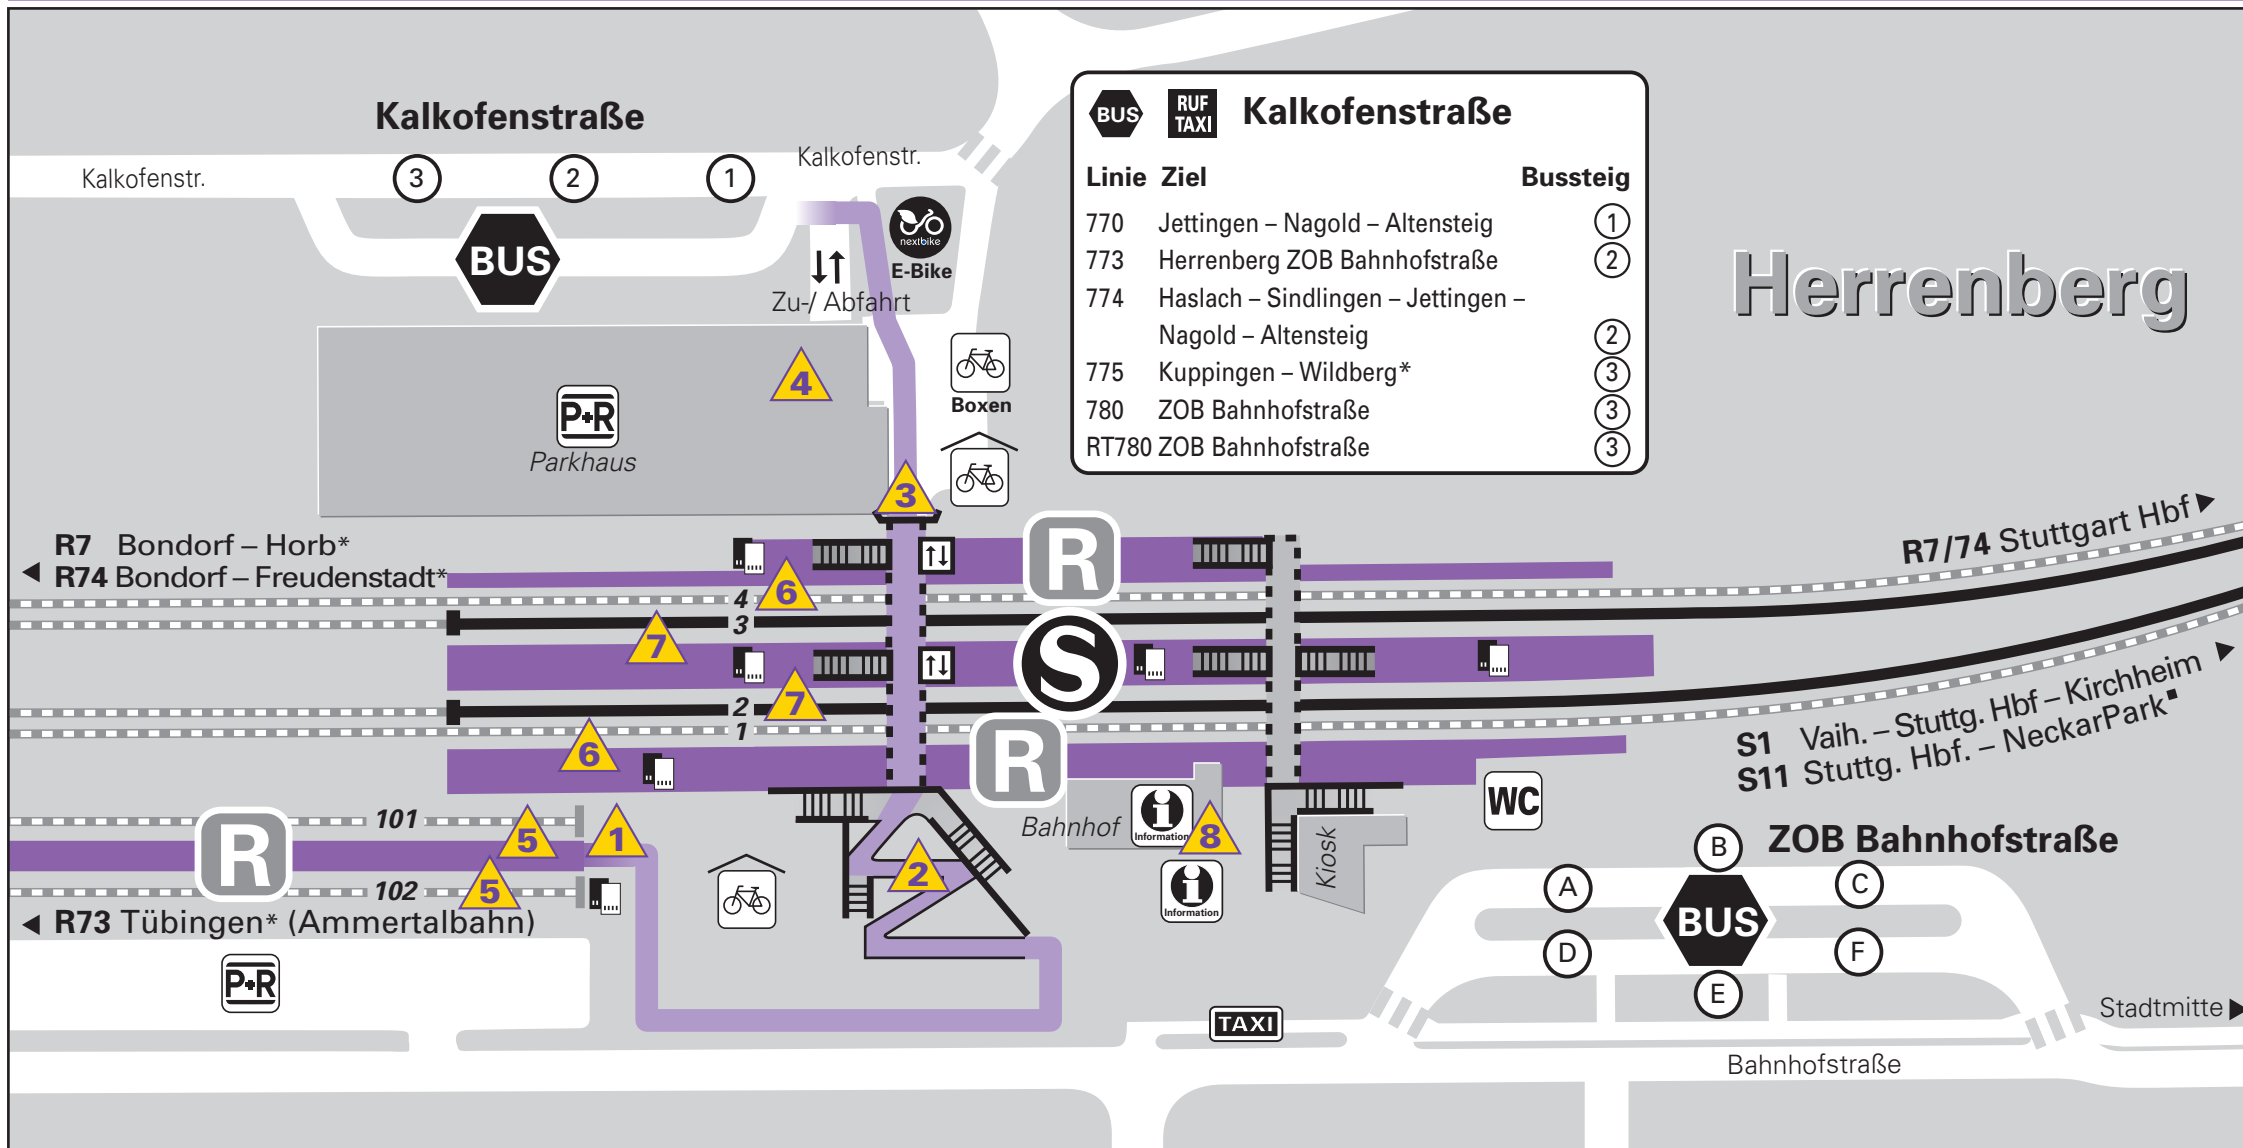 Kalkofenstraße
Kalkofenstr.
3
2
1
Kalkofenstr.
BUS
nextbike
E-Bike
Zu-/ Abfahrt
BUS
RUF
TAXI
Kalkofenstraße
Linie Ziel Bussteig
770 Jettingen – Nagold – Altensteig 1
773 Herrenberg ZOB Bahnhofstraße 2
774 Haslach – Sindlingen – Jettingen –
Nagold – Altensteig 2
775 Kuppingen – Wildberg* 3
780 ZOB Bahnhofstraße 3
RT780 ZOB Bahnhofstraße 3
Herrenberg
4
P+R
Parkhaus
Boxen
3
R7 Bondorf – Horb*
R74 Bondorf – Freudenstadt*
R
R7/74 Stuttgart Hbf
6
4
3
7
S
7
2
1
6
R
S1 Vaih. – Stuttg. Hbf – Kirchheim
S11 Stuttg. Hbf. – NeckarPark▪
101
R
5
1
5
102
R73 Tübingen* (Ammertalbahn)
P+R
2
Bahnhof
i
Information
8
i
Information
Kiosk
WC
ZOB Bahnhofstraße
A
B
C
BUS
D
E
F
TAXI
Stadtmitte
Bahnhofstraße